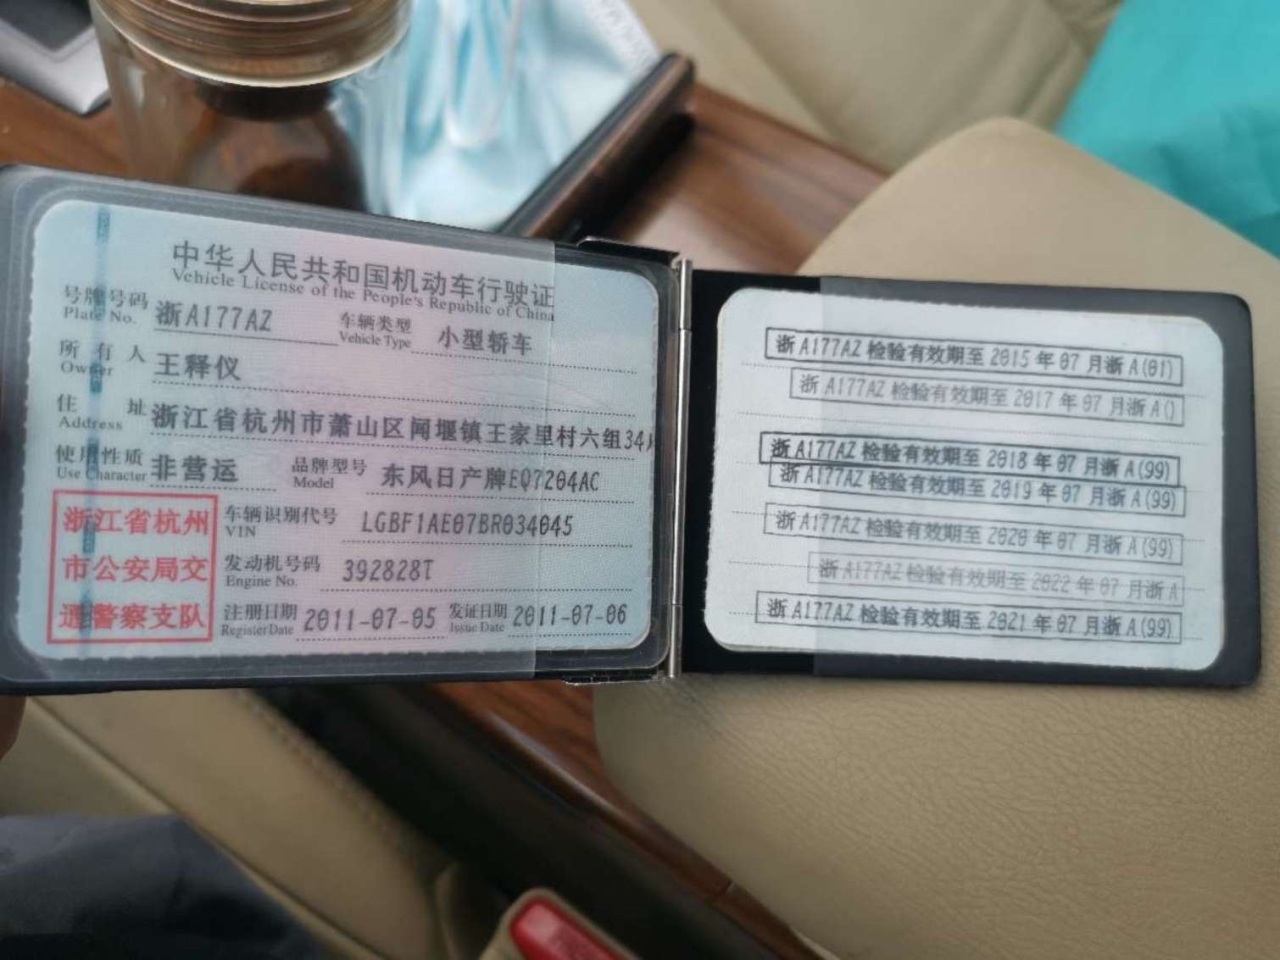 中华人民共和国机动车行驶证
Vehicle License of the People's Republic of China
号牌号码 浙A177AZ 车辆类型 小型轿车
Plate No. Vehicle Type
所有人 王释仪
Owner
住址 浙江省杭州市萧山区闻堰镇王家里村六组34
Address
使用性质 非营运 品牌型号 东风日产牌EQ7204AC
Use Character Model
浙江省杭州
市公安局交
通警察支队
车辆识别代号 LGBF1AE07BR034045
VIN
发动机号码 392828T
Engine No.
注册日期 2011-07-05 发证日期 2011-07-06
Register Date Issue Date
浙A177AZ 检验有效期至 2015 年 07 月浙A(01)
浙A177AZ 检验有效期至 2017 年 07 月浙A()
浙A177AZ 检验有效期至 2018 年 07 月浙A(99)
浙A177AZ 检验有效期至 2019 年 07 月浙A(99)
浙A177AZ 检验有效期至 2020 年 07 月浙A(99)
浙A177AZ 检验有效期至 2022 年 07 月浙A
浙A177AZ 检验有效期至 2021 年 07 月浙A(99)